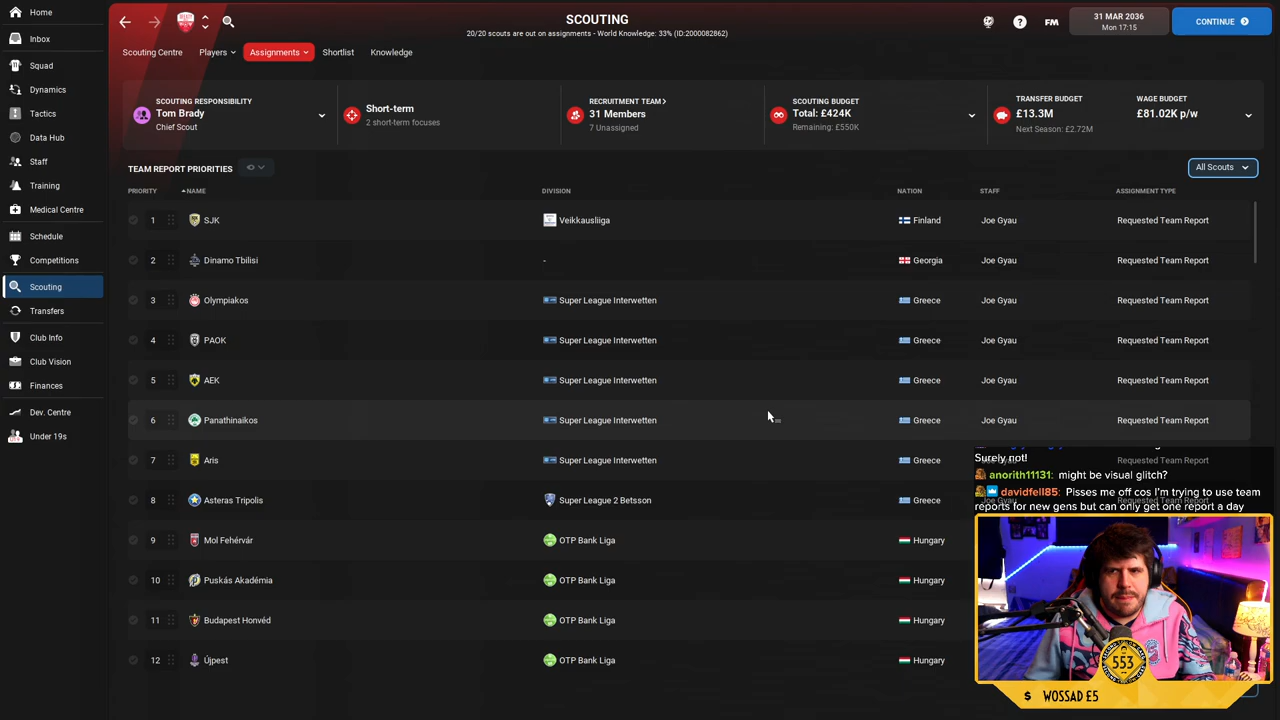 Home
Inbox
Squad
Dynamics
Tactics
Data Hub
Staff
Training
Medical Centre
Schedule
Competitions
Scouting
Transfers
Club Info
Club Vision
Finances
Dev. Centre
Under 19s
SCOUTING
20/20 scouts are out on assignments - World Knowledge: 33% (ID:2000082862)
FM
31 MAR 2036
Mon 17:15
CONTINUE
Scouting Centre Players Assignments Shortlist Knowledge
SCOUTING RESPONSIBILITY
Tom Brady
Chief Scout
Short-term
2 short-term focuses
RECRUITMENT TEAM
31 Members
7 Unassigned
SCOUTING BUDGET
Total: £424K
Remaining: £550K
TRANSFER BUDGET
£13.3M
Next Season: £2.72M
WAGE BUDGET
£81.02K p/w
TEAM REPORT PRIORITIES
All Scouts
PRIORITY NAME DIVISION NATION STAFF ASSIGNMENT TYPE
1 SJK Veikkausliiga Finland Joe Gyau Requested Team Report
2 Dinamo Tbilisi - Georgia Joe Gyau Requested Team Report
3 Olympiakos Super League Interwetten Greece Joe Gyau Requested Team Report
4 PAOK Super League Interwetten Greece Joe Gyau Requested Team Report
5 AEK Super League Interwetten Greece Joe Gyau Requested Team Report
6 Panathinaikos Super League Interwetten Greece Joe Gyau Requested Team Report
7 Aris Super League Interwetten Greece Requested Team Report
8 Asteras Tripolis Super League 2 Betsson Greece Joe Gyau Requested Team Report
9 Mol Fehérvár OTP Bank Liga Hungary
10 Puskás Akadémia OTP Bank Liga Hungary
11 Budapest Honvéd OTP Bank Liga Hungary
12 Újpest OTP Bank Liga Hungary
Surely not!
anorith11131: might be visual glitch?
davidfell85: Pisses me off cos I'm trying to use team
reports for new gens but can only get one report a day
553
$ WOSSAD £5